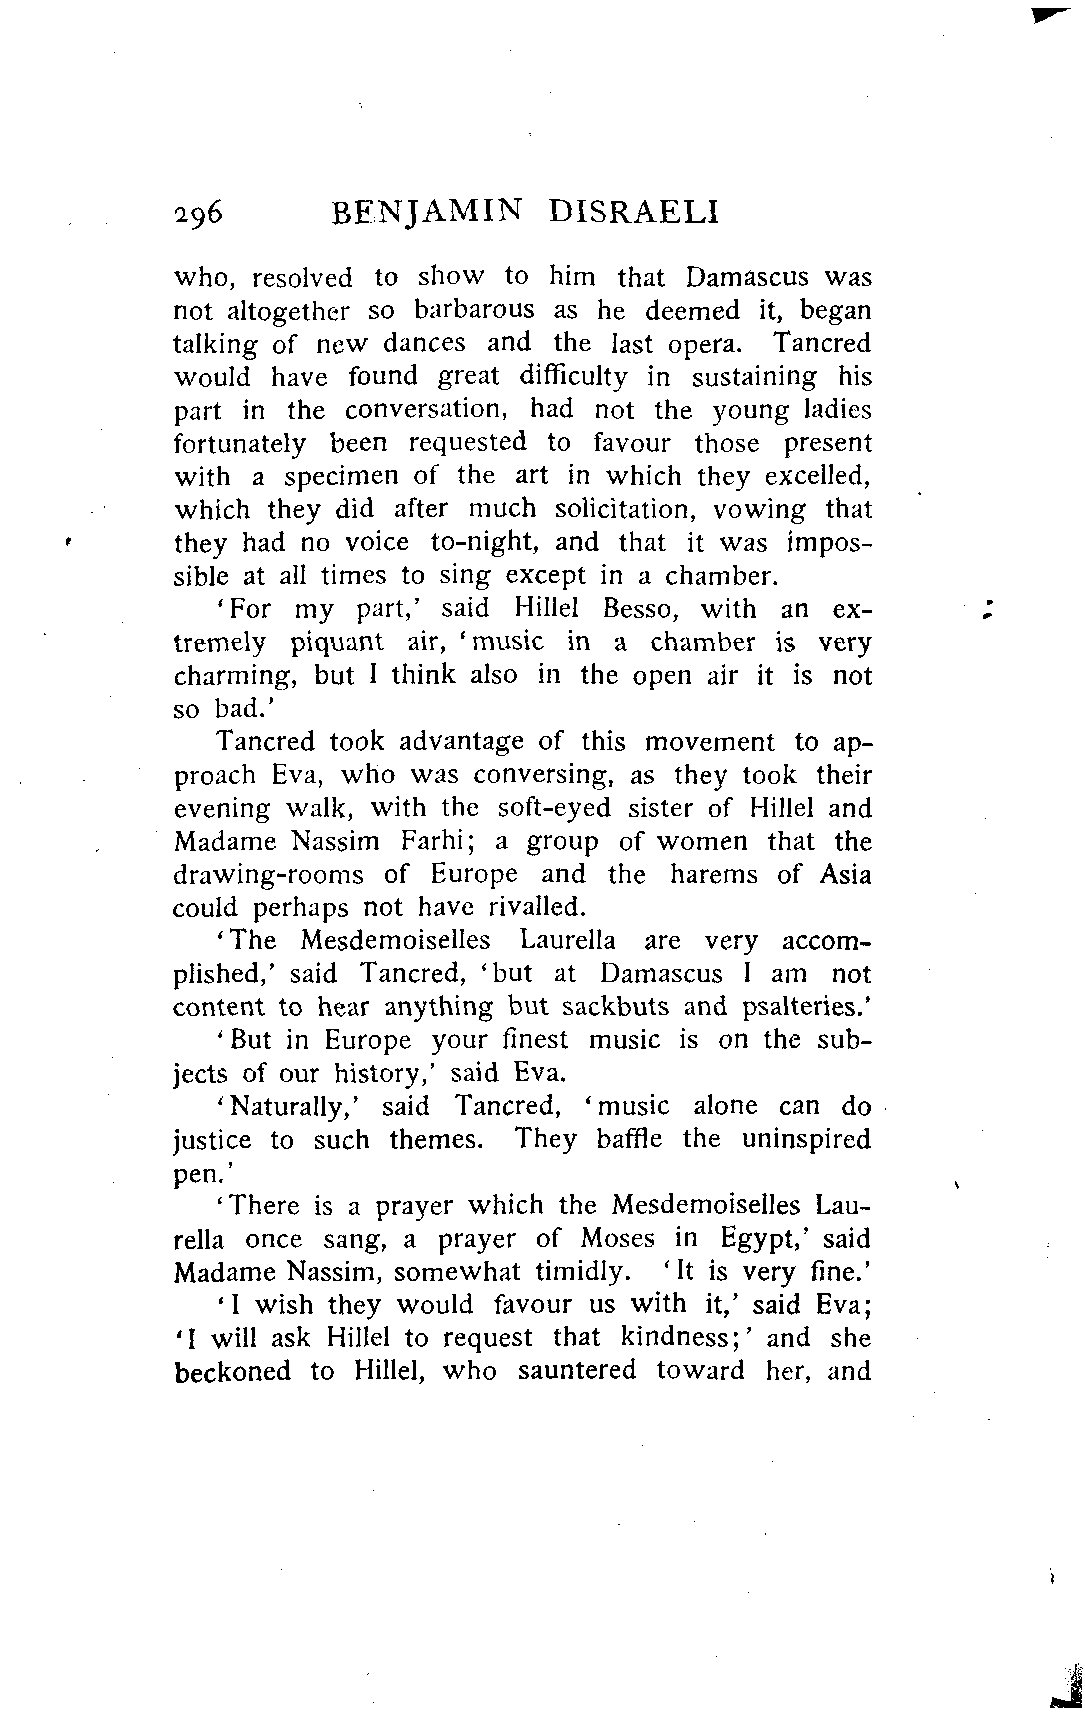 296 BENJAMIN DISRAELI
who, resolved to show to him that Damascus was
not altogether so barbarous as he deemed it, began
talking of new dances and the last opera. Tancred
would have found great difficulty in sustaining his
part in the conversation, had not the young ladies
fortunately been requested to favour those present
with a specimen of the art in which they excelled,
which they did after much solicitation, vowing that
they had no voice to-night, and that it was impos-
sible at all times to sing except in a chamber.
‘For my part,’ said Hillel Besso, with an ex-
tremely piquant air, ‘music in a chamber is very
charming, but I think also in the open air it is not
so bad.’
Tancred took advantage of this movement to ap-
proach Eva, who was conversing, as they took their
evening walk, with the soft-eyed sister of Hillel and
Madame Nassim Farhi; a group of women that the
drawing-rooms of Europe and the harems of Asia
could perhaps not have rivalled.
‘The Mesdemoiselles Laurella are very accom-
plished,’ said Tancred, ‘but at Damascus I am not
content to hear anything but sackbuts and psalteries.’
‘But in Europe your finest music is on the sub-
jects of our history,’ said Eva.
‘Naturally,’ said Tancred, ‘music alone can do
justice to such themes. They baffle the uninspired
pen.’
‘There is a prayer which the Mesdemoiselles Lau-
rella once sang, a prayer of Moses in Egypt,’ said
Madame Nassim, somewhat timidly. ‘It is very fine.’
‘I wish they would favour us with it,’ said Eva;
‘I will ask Hillel to request that kindness;’ and she
beckoned to Hillel, who sauntered toward her, and